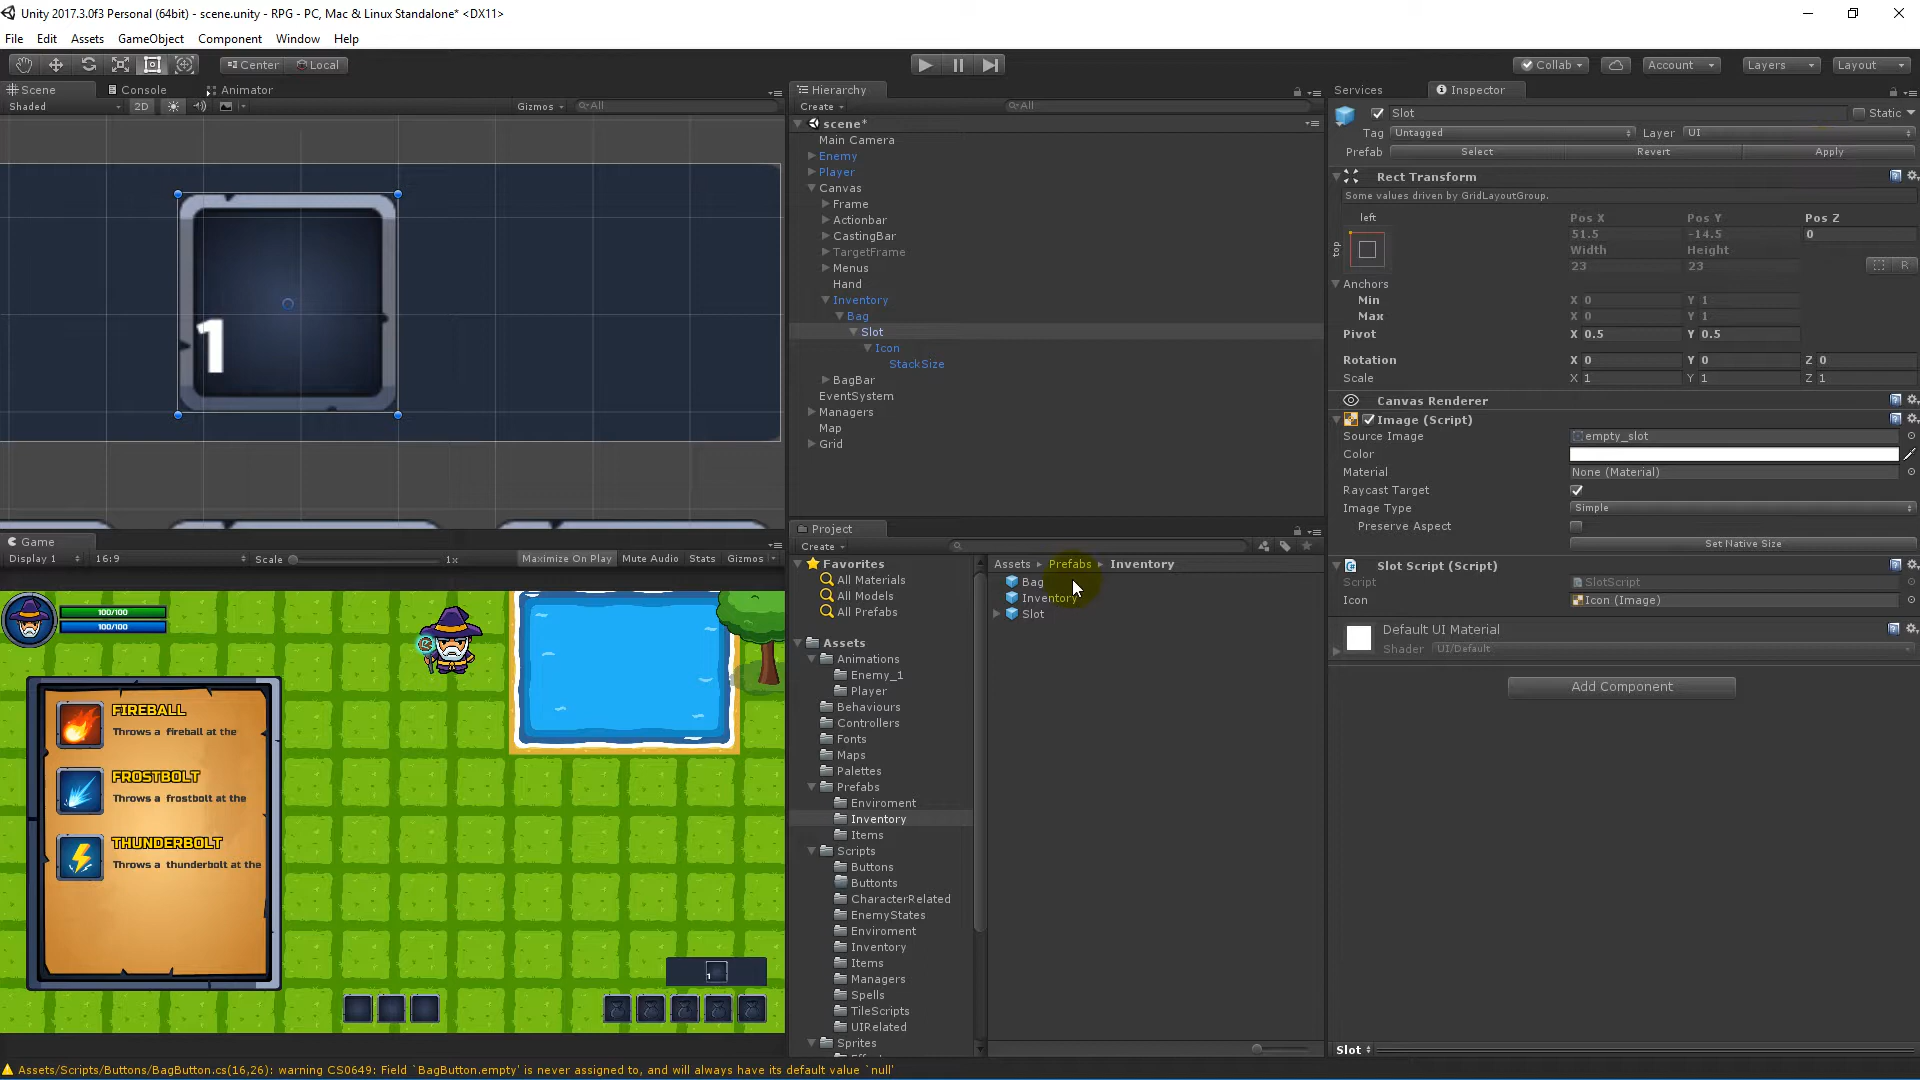 Unity 2017.3.0f3 Personal (64bit) - scene.unity - RPG - PC, Mac & Linux Standalone* <DX11>
File Edit Assets GameObject Component Window Help
Center Local Collab Account Layers Layout
Scene Console Animator
Shaded 2D Gizmos All
1
Game
Display 1 16:9 Scale 1x Maximize On Play Mute Audio Stats Gizmos
100/100
100/100
FIREBALL
Throws a fireball at the
FROSTBOLT
Throws a frostbolt at the
THUNDERBOLT
Throws a thunderbolt at the
1
Hierarchy
Create All
scene*
Main Camera
Enemy
Player
Canvas
Frame
Actionbar
CastingBar
TargetFrame
Menus
Hand
Inventory
Bag
Slot
Icon
StackSize
BagBar
EventSystem
Managers
Map
Grid
Project
Create
Favorites
All Materials
All Models
All Prefabs
Assets
Animations
Enemy_1
Player
Behaviours
Controllers
Fonts
Maps
Palettes
Prefabs
Enviroment
Inventory
Items
Scripts
Buttons
Buttonts
CharacterRelated
EnemyStates
Enviroment
Inventory
Items
Managers
Spells
TileScripts
UIRelated
Sprites
Assets Prefabs Inventory
Bag
Inventory
Slot
Services Inspector
Slot Static
Tag Untagged Layer UI
Prefab Select Revert Apply
Rect Transform
Some values driven by GridLayoutGroup.
left Pos X Pos Y Pos Z
top 51.5 -14.5 0
Width Height
23 23 R
Anchors
Min X 0 Y 1
Max X 0 Y 1
Pivot X 0.5 Y 0.5
Rotation X 0 Y 0 Z 0
Scale X 1 Y 1 Z 1
Canvas Renderer
Image (Script)
Source Image empty_slot
Color
Material None (Material)
Raycast Target
Image Type Simple
Preserve Aspect
Set Native Size
Slot Script (Script)
Script SlotScript
Icon Icon (Image)
Default UI Material
Shader UI/Default
Add Component
Slot
Assets/Scripts/Buttons/BagButton.cs(16,26): warning CS0649: Field `BagButton.empty' is never assigned to, and will always have its default value `null'